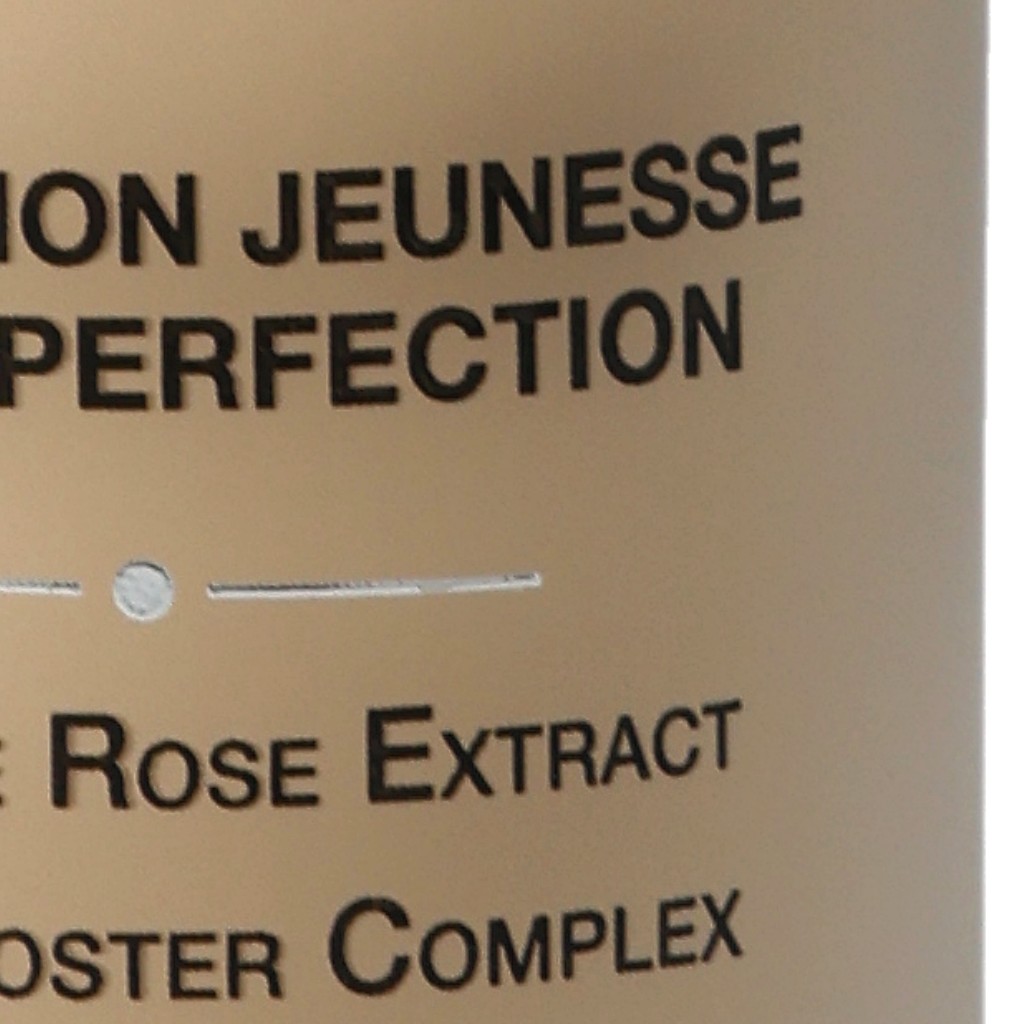 ION JEUNESSE
PERFECTION
ROSE EXTRACT
OSTER COMPLEX